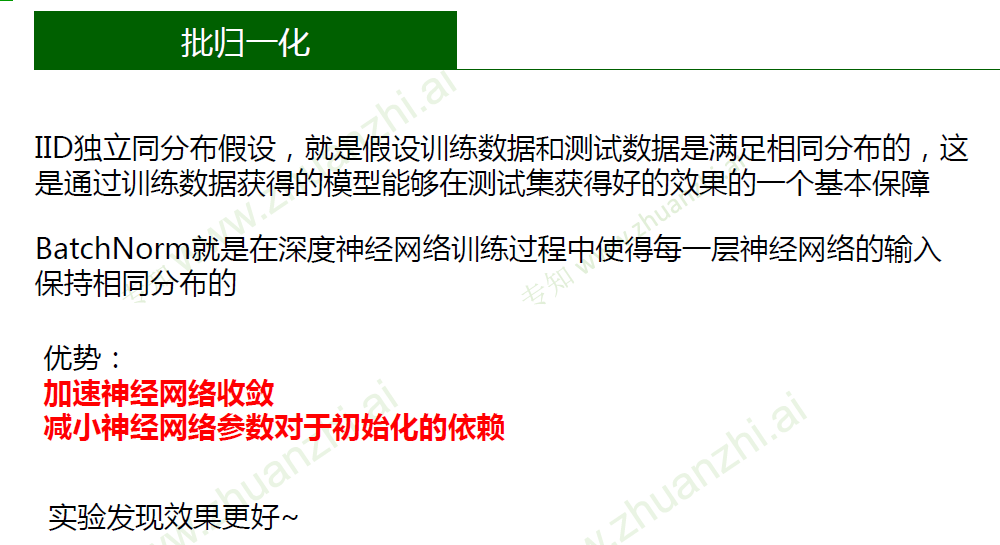 批归一化
IID独立同分布假设，就是假设训练数据和测试数据是满足相同分布的，这
是通过训练数据获得的模型能够在测试集获得好的效果的一个基本保障
BatchNorm就是在深度神经网络训练过程中使得每一层神经网络的输入
保持相同分布的
优势：
加速神经网络收敛
减小神经网络参数对于初始化的依赖
实验发现效果更好~
专知 www.zhuanzhi.ai
专知 www.zhuanzhi.ai
www.zhuanzhi.ai
www.zhuanzhi.ai